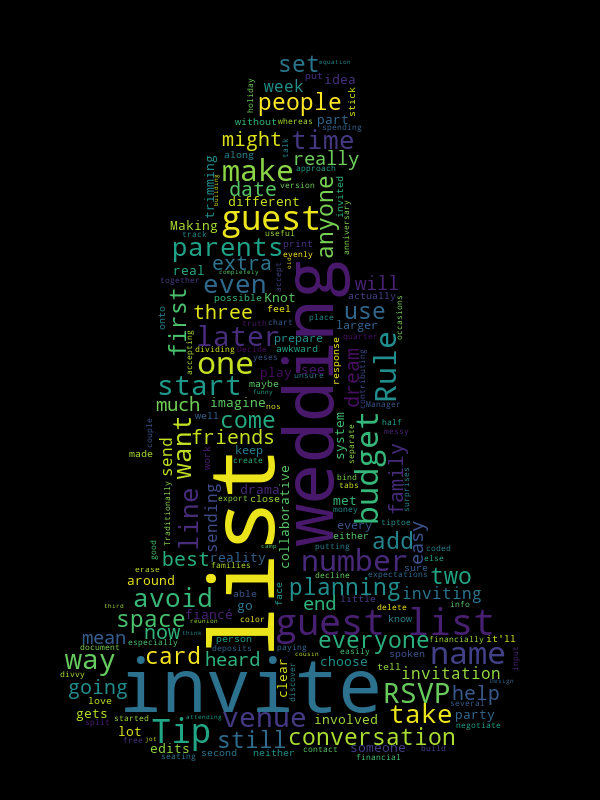 set equation
put idea
holiday week
people stick
without whereas part
spending
might time talk
along really
trimming make approach
building date version invited
different anyone
guest anniversary
Making useful
track parents print evenly
real extra old
completely accept
together even will
possible Knot feel actually
onto first three place use larger occasions
truth chart
later prepare Decide quarter
accepting dividing yeses awkward response
one play see dream contributing Rule
start maybe unsure funny Manager
much imagine nos
couple well come wedding system half
work friends separate messy
made want keep create budget
send drama bind tabs family
line export close met money surprises
Traditionally sending list collaborative every tiptoe
either easy coded
good best reality putting add else
families camp number sure
erase around face decline expectations two
able color planning inviting
third avoid fiancé go end little delete info
document space reunion guest list
now think person deposits paying everyone know financially it'll
especially
mean card heard cousin easily spoken name input
way divvy clear choose tell invitation
going discover
love invite RSVP help Design
gets started attending take several party
split lot Tip free jot venue involved negotiate
edits still contact someone build conversation
seating second neither financial